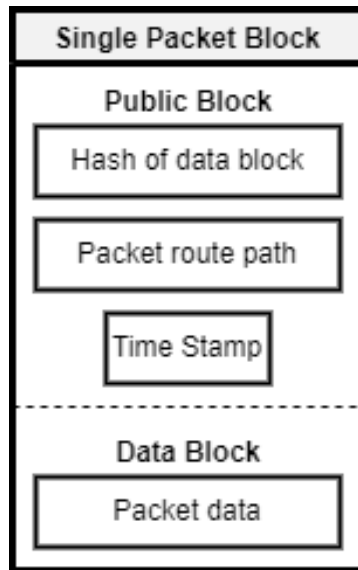 Single Packet Block
Public Block
Hash of data block
Packet route path
Time Stamp
Data Block
Packet data